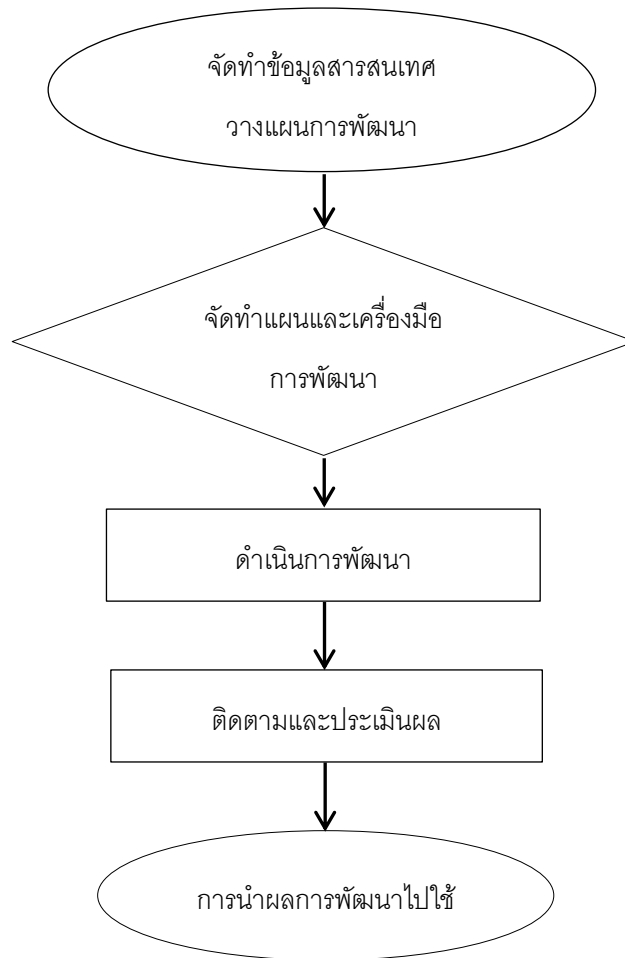 จัดทำข้อมูลสารสนเทศ
วางแผนการพัฒนา
จัดทำแผนและเครื่องมือ
การพัฒนา
ดำเนินการพัฒนา
ติดตามและประเมินผล
การนำผลการพัฒนาไปใช้